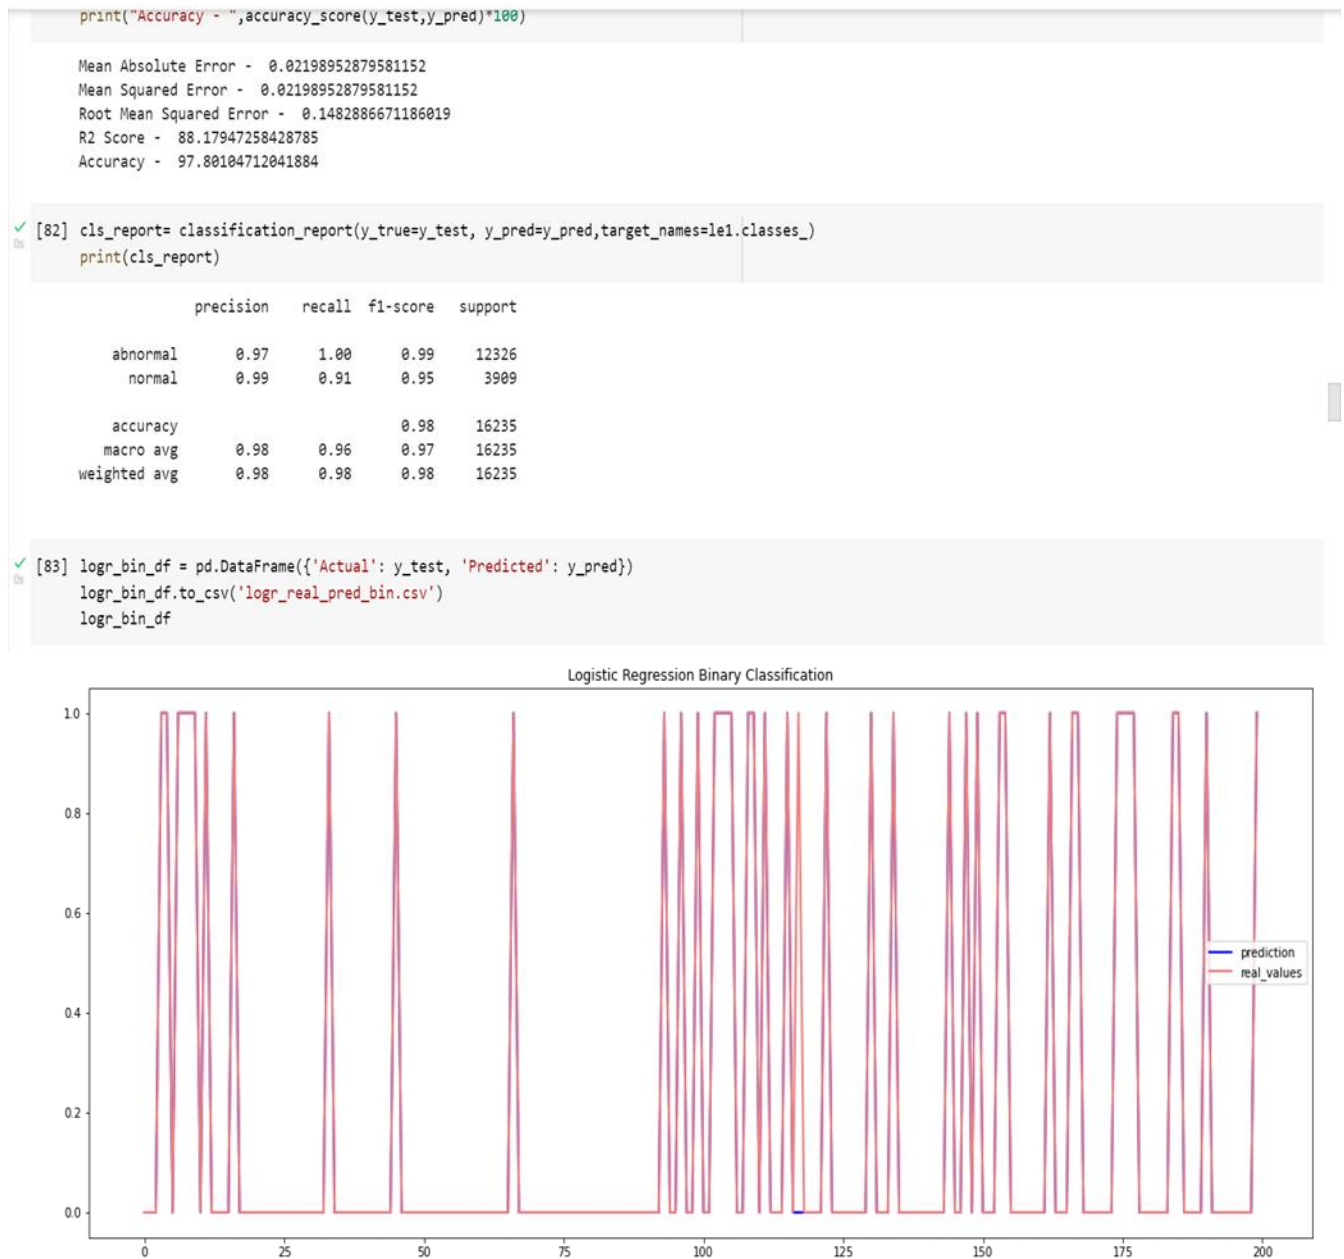 print("Accuracy - ",accuracy_score(y_test,y_pred)*100)
Mean Absolute Error -  0.02198952879581152
Mean Squared Error -  0.02198952879581152
Root Mean Squared Error -  0.1482886671186019
R2 Score -  88.17947258428785
Accuracy -  97.80104712041884
[82] cls_report= classification_report(y_true=y_test, y_pred=y_pred,target_names=le1.classes_)
0s
print(cls_report)
precision recall f1-score support
abnormal 0.97 1.00 0.99 12326
normal 0.99 0.91 0.95 3909
accuracy 0.98 16235
macro avg 0.98 0.96 0.97 16235
weighted avg 0.98 0.98 0.98 16235
[83] logr_bin_df = pd.DataFrame({'Actual': y_test, 'Predicted': y_pred})
0s
logr_bin_df.to_csv('logr_real_pred_bin.csv')
logr_bin_df
Logistic Regression Binary Classification
1.0
0.8
0.6
0.4
0.2
0.0
prediction
real_values
0 25 50 75 100 125 150 175 200